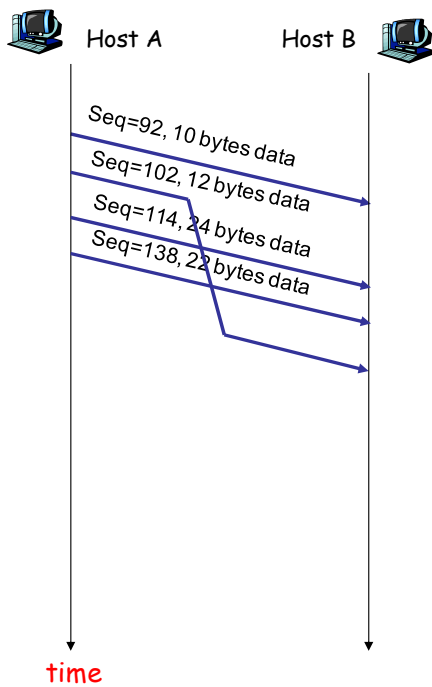 Host A
Host B
Seq=92, 10 bytes data
Seq=102, 12 bytes data
Seq=114, 24 bytes data
Seq=138, 22 bytes data
time